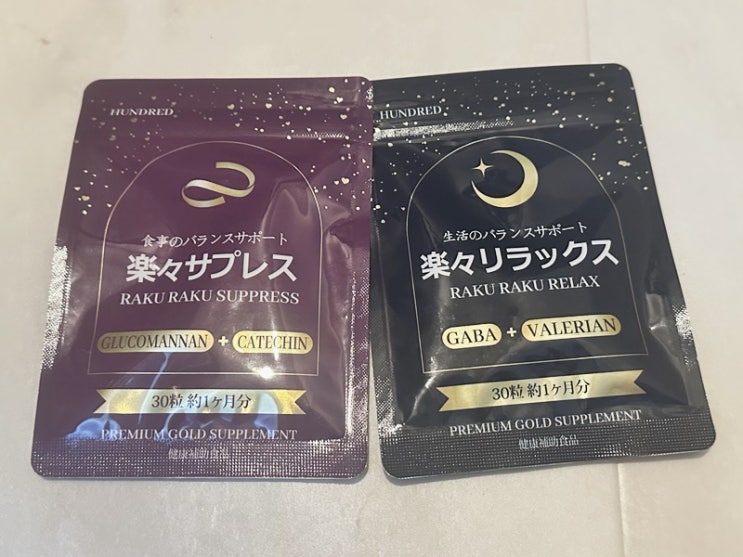 HUNDRED
食事のバランスサポート
楽々サプレス
RAKU RAKU SUPPRESS
GLUCOMANNAN + CATECHIN
30粒 約1ヶ月分
PREMIUM GOLD SUPPLEMENT
健康補助食品
HUNDRED
生活のバランスサポート
楽々リラックス
RAKU RAKU RELAX
GABA + VALERIAN
30粒 約1ヶ月分
PREMIUM GOLD SUPPLEMENT
健康補助食品